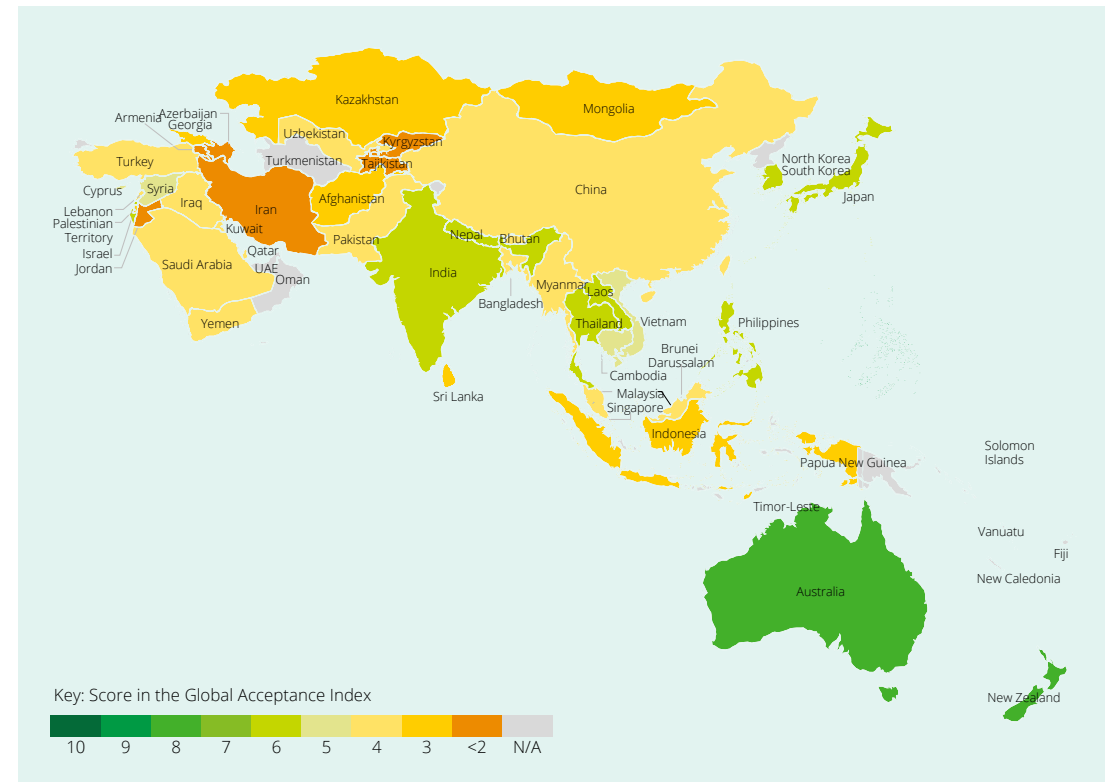 Kazakhstan
Mongolia
Azerbaijan
Armenia
Georgia
Uzbekistan
Kyrgyzstan
Turkmenistan
Tajikistan
Turkey
North Korea
South Korea
Japan
China
Cyprus
Syria
Iraq
Iran
Afghanistan
Lebanon
Palestinian
Territory
Israel
Jordan
Kuwait
Pakistan
Nepal
Bhutan
Qatar
UAE
Oman
Saudi Arabia
India
Myanmar
Laos
Bangladesh
Yemen
Thailand
Vietnam
Philippines
Brunei
Darussalam
Cambodia
Sri Lanka
Malaysia
Singapore
Indonesia
Papua New Guinea
Solomon
Islands
Timor-Leste
Vanuatu
Fiji
New Caledonia
Australia
New Zealand
Key: Score in the Global Acceptance Index
10 9 8 7 6 5 4 3 <2 N/A